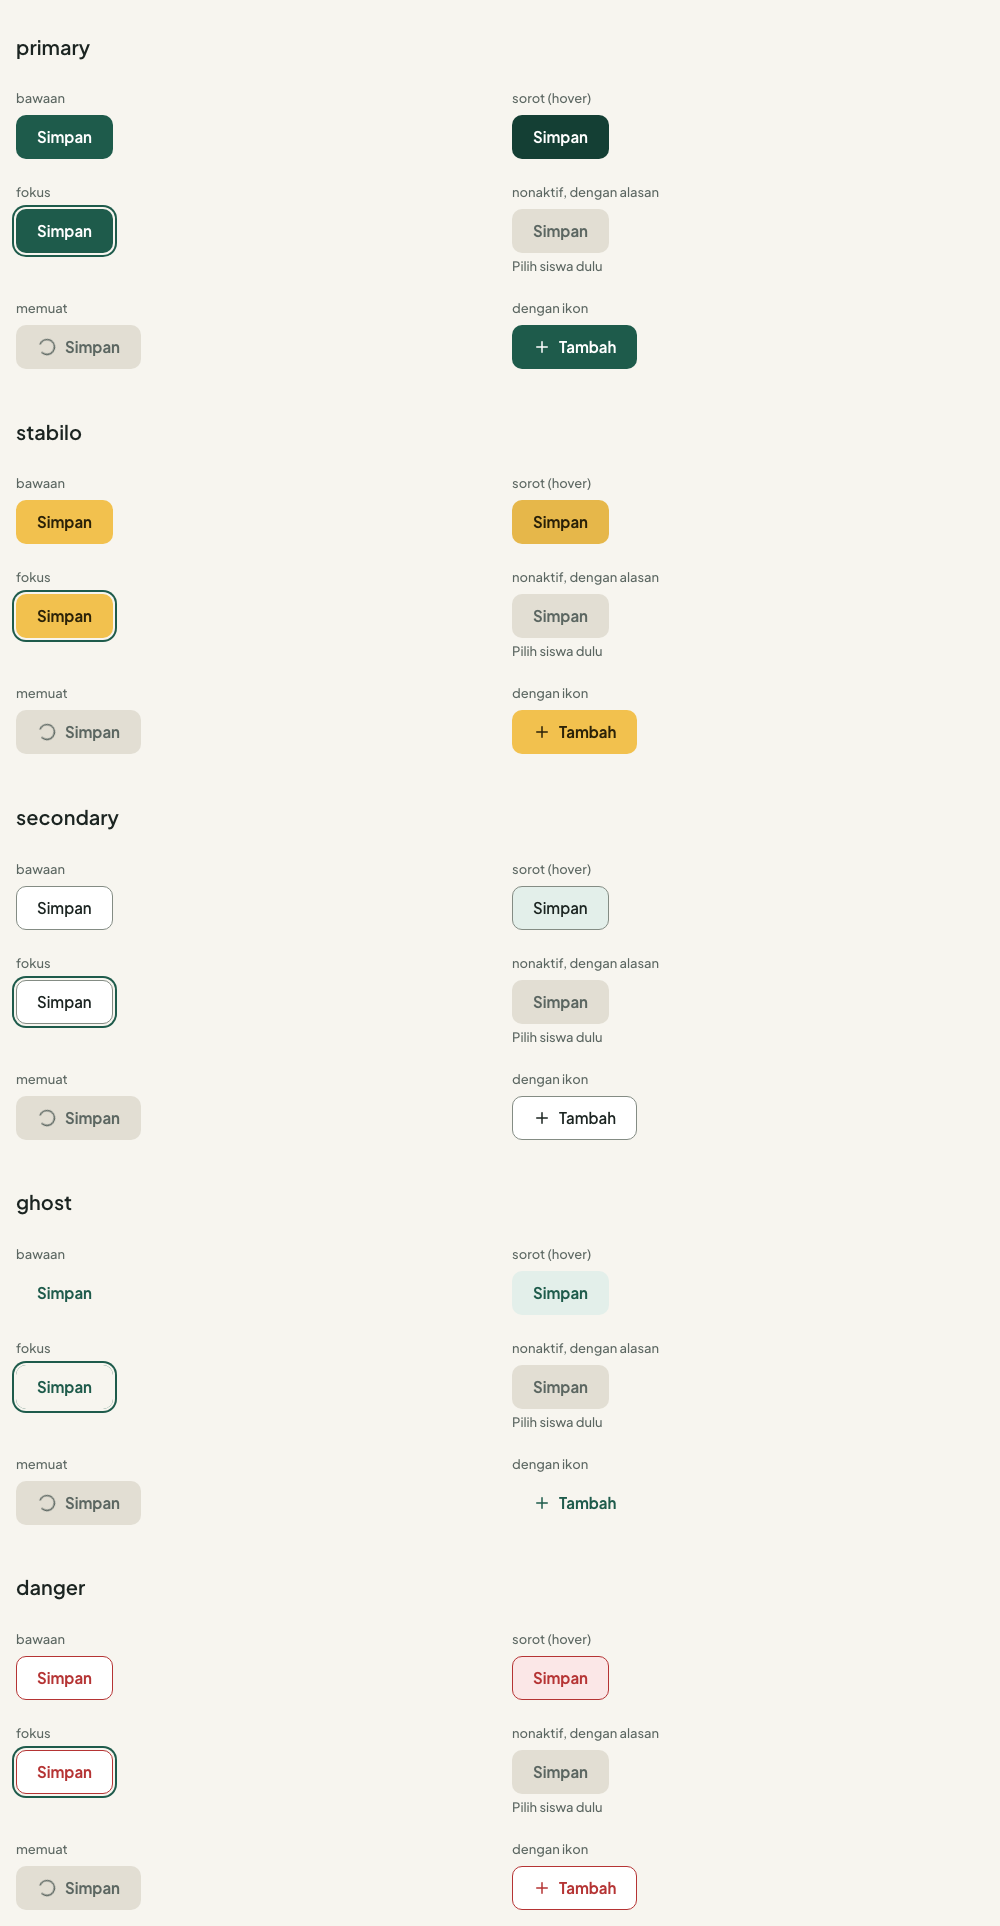 primary
bawaan
sorot (hover)
Simpan
Simpan
fokus
nonaktif, dengan alasan
Simpan
Simpan
Pilih siswa dulu
memuat
dengan ikon
Simpan
+ Tambah
stabilo
bawaan
sorot (hover)
Simpan
Simpan
fokus
nonaktif, dengan alasan
Simpan
Simpan
Pilih siswa dulu
memuat
dengan ikon
Simpan
+ Tambah
secondary
bawaan
sorot (hover)
Simpan
Simpan
fokus
nonaktif, dengan alasan
Simpan
Simpan
Pilih siswa dulu
memuat
dengan ikon
Simpan
+ Tambah
ghost
bawaan
sorot (hover)
Simpan
Simpan
fokus
nonaktif, dengan alasan
Simpan
Simpan
Pilih siswa dulu
memuat
dengan ikon
Simpan
+ Tambah
danger
bawaan
sorot (hover)
Simpan
Simpan
fokus
nonaktif, dengan alasan
Simpan
Simpan
Pilih siswa dulu
memuat
dengan ikon
Simpan
+ Tambah